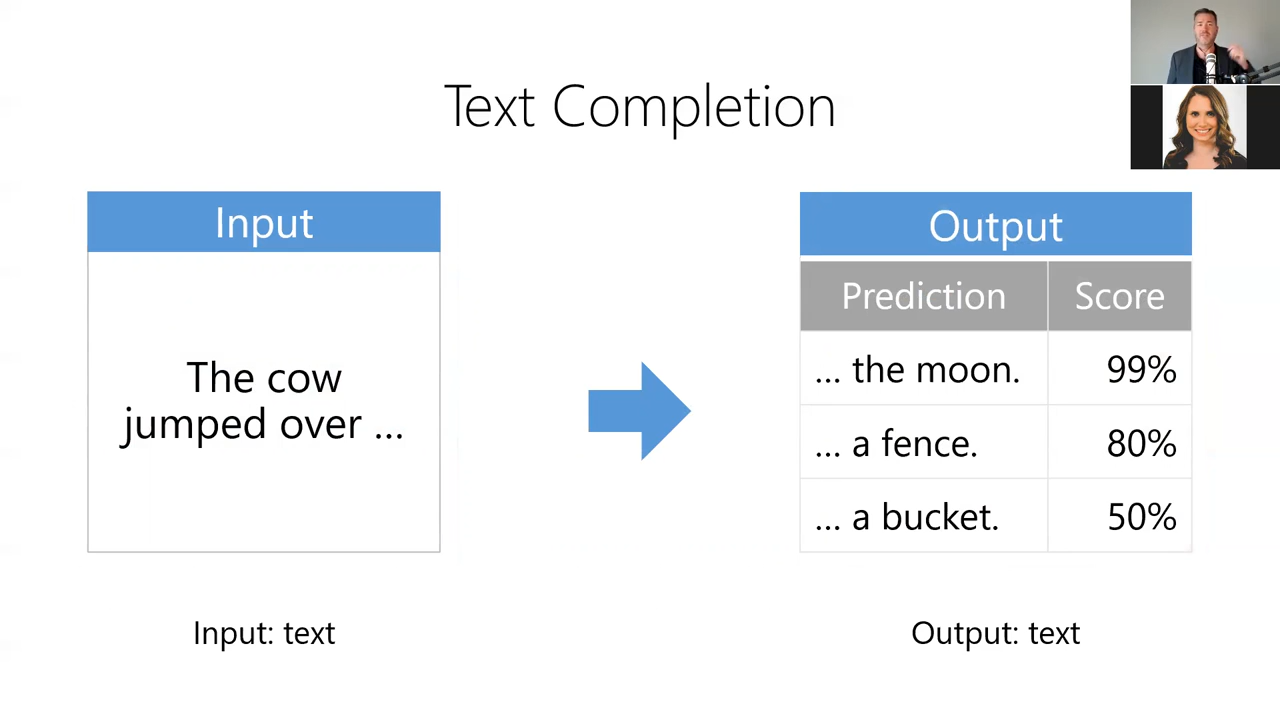 Text Completion
Input
The cow
jumped over ...
Input: text
Output
Prediction Score
... the moon. 99%
... a fence. 80%
... a bucket. 50%
Output: text